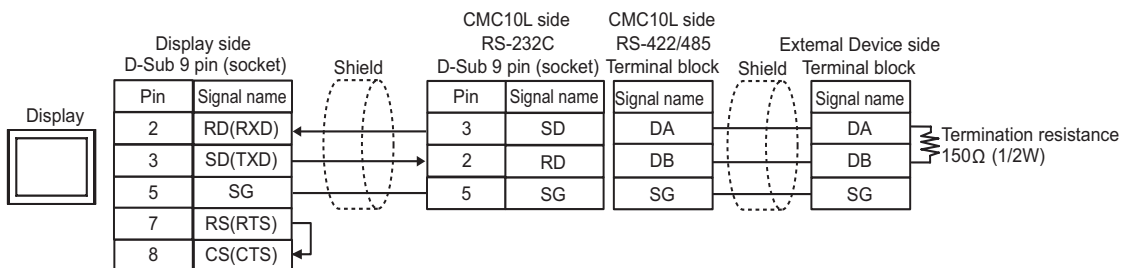 CMC10L side CMC10L side
Display side RS-232C RS-422/485 External Device side
D-Sub 9 pin (socket) Shield D-Sub 9 pin (socket) Terminal block Shield Terminal block
Display Pin Signal name Pin Signal name Signal name Signal name
2 RD(RXD) 3 SD DA DA Termination resistance
3 SD(TXD) 2 RD DB DB 150Ω (1/2W)
5 SG 5 SG SG SG
7 RS(RTS)
8 CS(CTS)